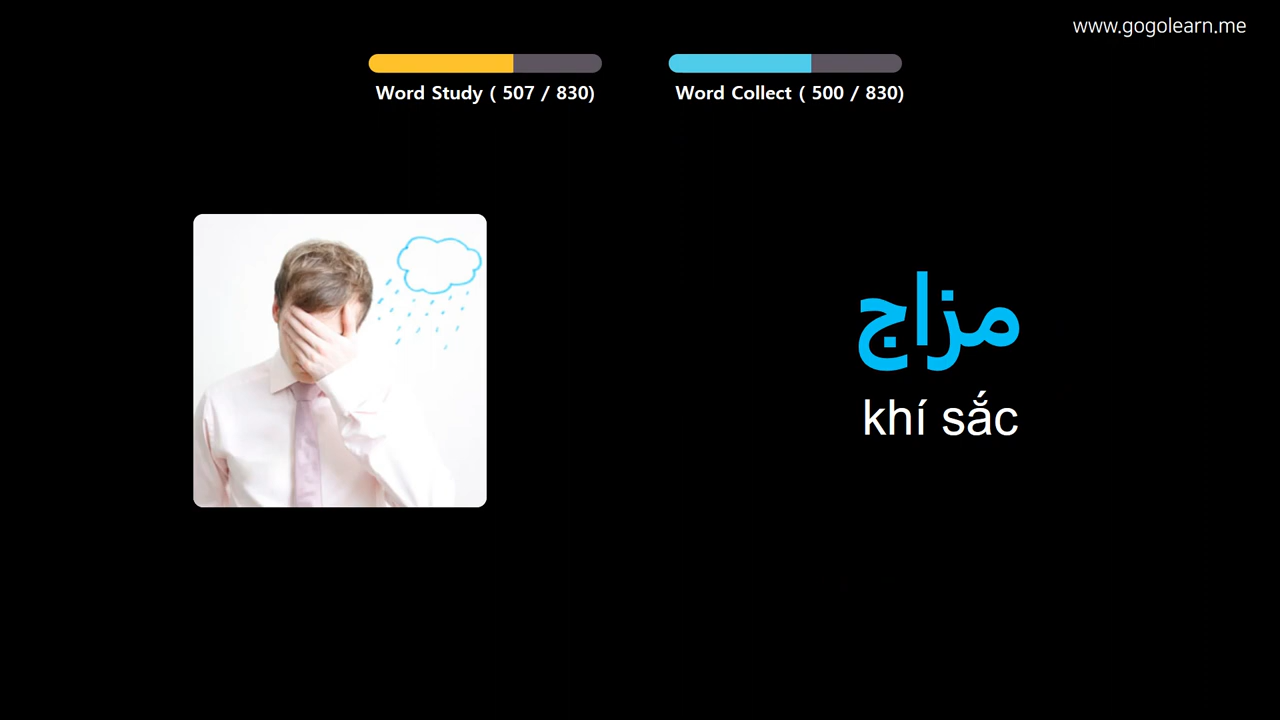 www.gogolearn.me
Word Study ( 507 / 830)
Word Collect ( 500 / 830)
مزاج
khí sắc